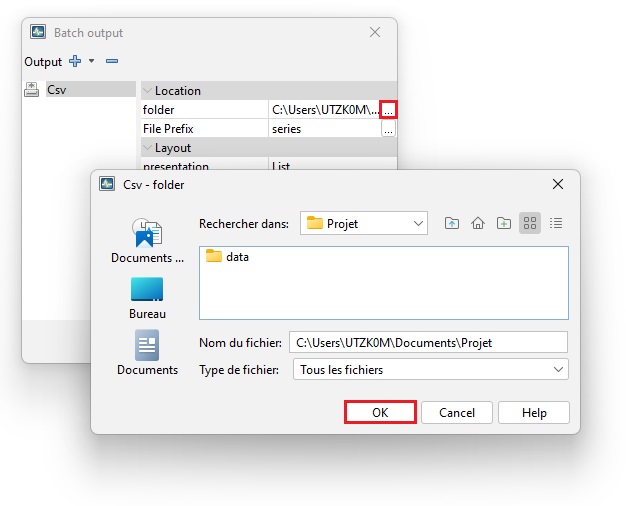 Batch output
Output
Csv
Location
folder C:\Users\UTZK0M\... ...
File Prefix series ...
Layout
presentation List
Csv - folder
Rechercher dans: Projet
Documents ...
data
Bureau
Documents
Nom du fichier: C:\Users\UTZK0M\Documents\Projet
Type de fichier: Tous les fichiers
OK Cancel Help